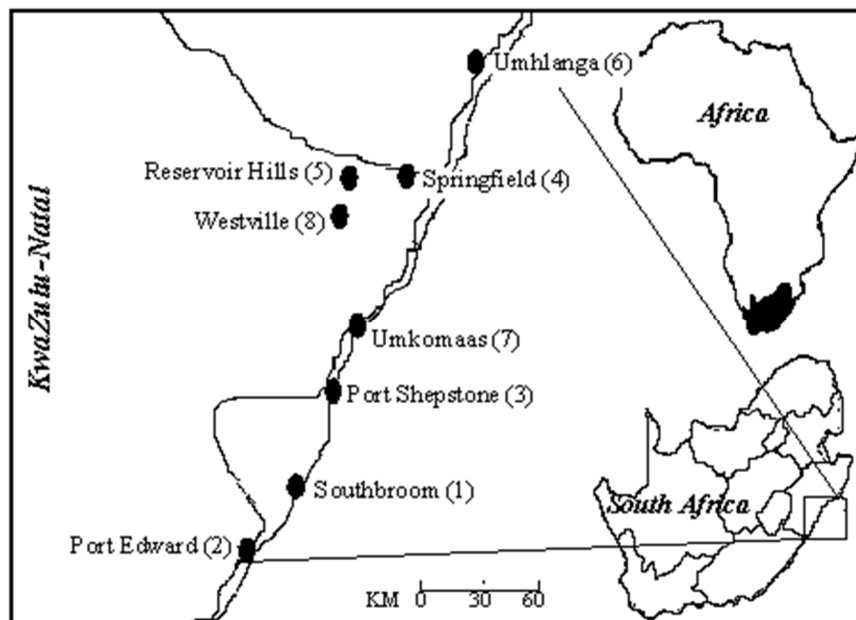 Umhlanga (6)
Africa
Reservoir Hills (5)
Springfield (4)
Westville (8)
KwaZulu-Natal
Umkomaas (7)
Port Shepstone (3)
Southbroom (1)
South Africa
Port Edward (2)
KM 0 30 60